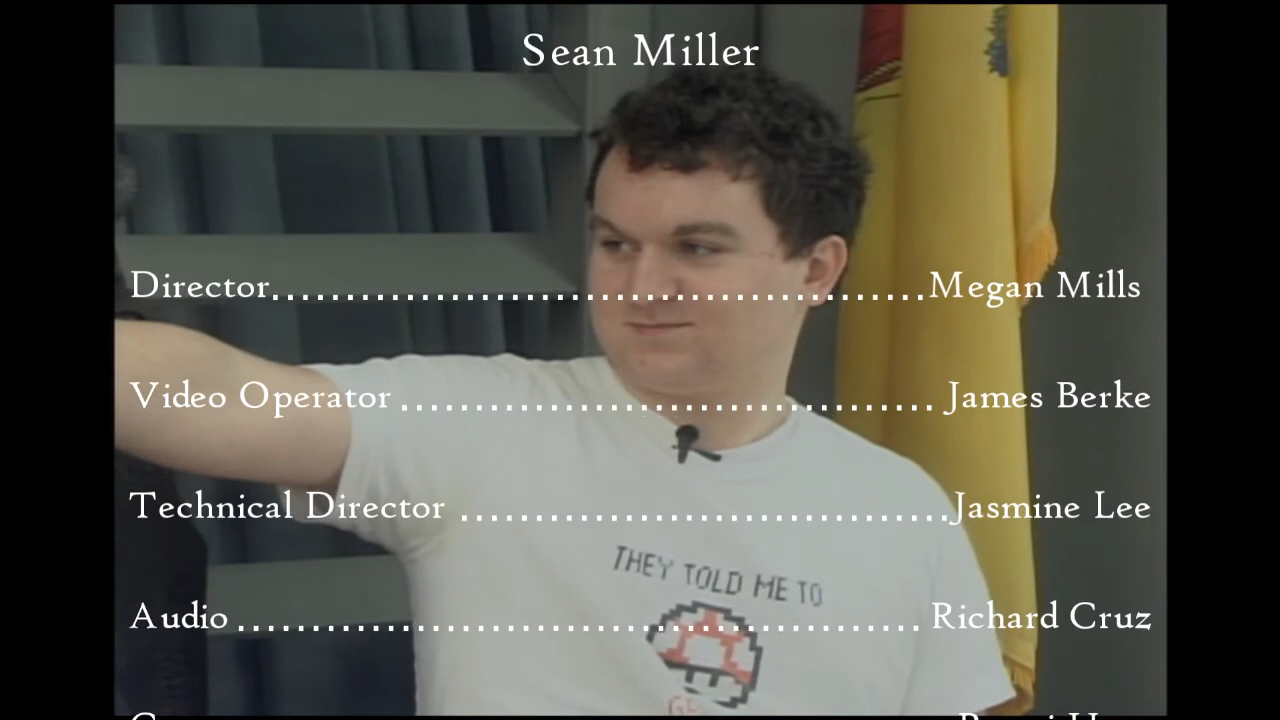 Sean Miller
Director..............................Megan Mills
Video Operator..............................James Berke
Technical Director..............................Jasmine Lee
Audio..............................Richard Cruz
THEY TOLD ME TO